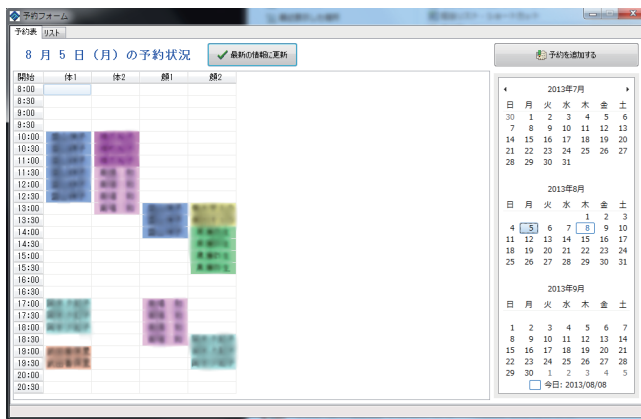 予約フォーム
予約表 リスト
8 月 5 日 (月) の予約状況
最新の情報に更新
予約を追加する
開始 体1 体2 顔1 顔2
8:00
8:30
9:00
9:30
10:00
10:30
11:00
11:30
12:00
12:30
13:00
13:30
14:00
14:30
15:00
15:30
16:00
16:30
17:00
17:30
18:00
18:30
19:00
19:30
20:00
20:30
2013年7月
日 月 火 水 木 金 土
30 1 2 3 4 5 6
7 8 9 10 11 12 13
14 15 16 17 18 19 20
21 22 23 24 25 26 27
28 29 30 31
2013年8月
日 月 火 水 木 金 土
1 2 3
4 5 6 7 8 9 10
11 12 13 14 15 16 17
18 19 20 21 22 23 24
25 26 27 28 29 30 31
2013年9月
日 月 火 水 木 金 土
1 2 3 4 5 6 7
8 9 10 11 12 13 14
15 16 17 18 19 20 21
22 23 24 25 26 27 28
29 30 1 2 3 4 5
今日: 2013/08/08